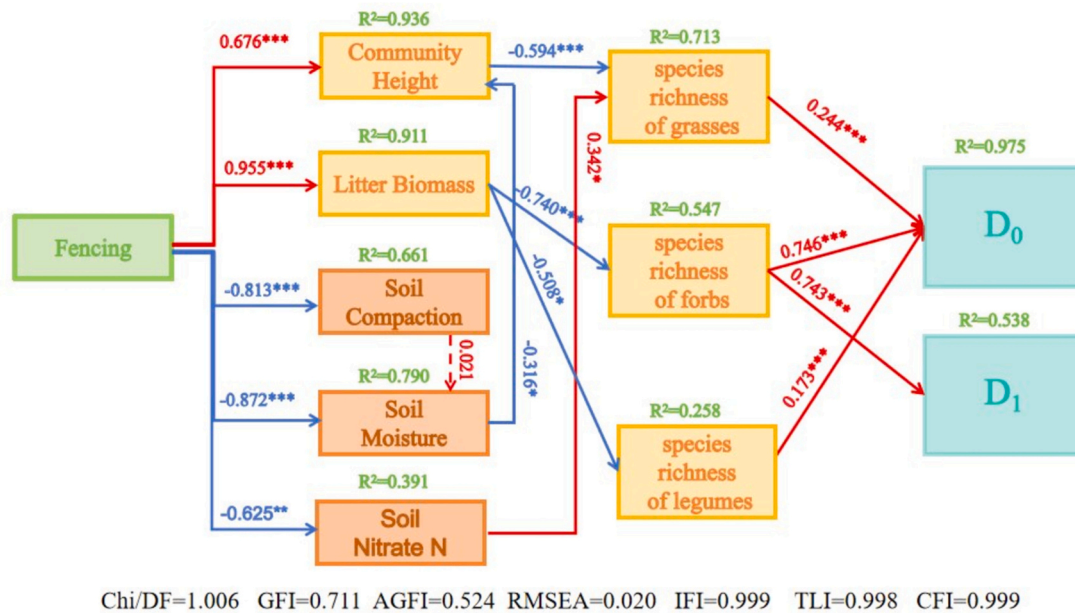 R²=0.936
0.676***
Community
Height
-0.594***
R²=0.713
species
richness
of grasses
0.244***
R²=0.911
0.955***
Litter Biomass
0.342*
R²=0.975
D₀
-0.740***
R²=0.547
species
richness
of forbs
0.746***
0.743***
Fencing
R²=0.661
-0.813***
Soil
Compaction
0.021
-0.508*
-0.316*
R²=0.538
D₁
0.173***
R²=0.790
-0.872***
Soil
Moisture
R²=0.258
species
richness
of legumes
R²=0.391
-0.625**
Soil
Nitrate N
Chi/DF=1.006 GFI=0.711 AGFI=0.524 RMSEA=0.020 IFI=0.999 TLI=0.998 CFI=0.999